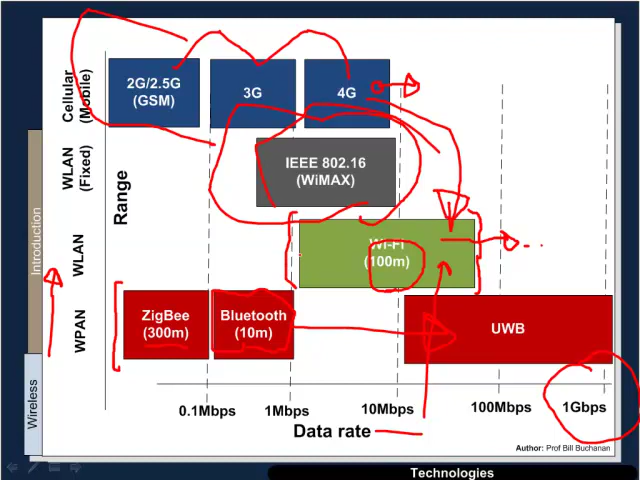 Cellular
(Mobile)
2G/2.5G
(GSM)
3G
4G
WLAN
(Fixed)
IEEE 802.16
(WiMAX)
Range
WLAN
Wi-Fi
(100m)
WPAN
ZigBee
(300m)
Bluetooth
(10m)
UWB
0.1Mbps
1Mbps
10Mbps
100Mbps
1Gbps
Data rate
Author: Prof Bill Buchanan
Introduction
Wireless
Technologies